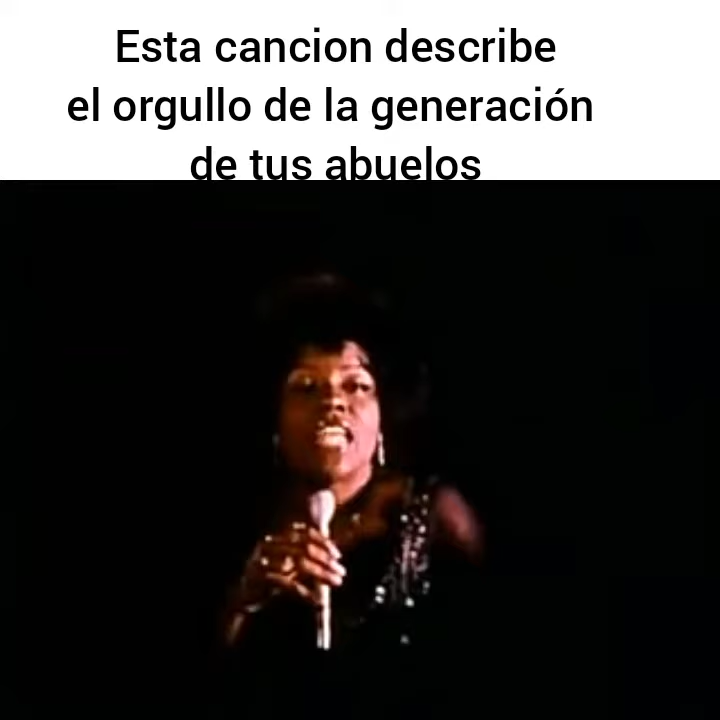 Esta cancion describe
el orgullo de la generación
de tus abuelos